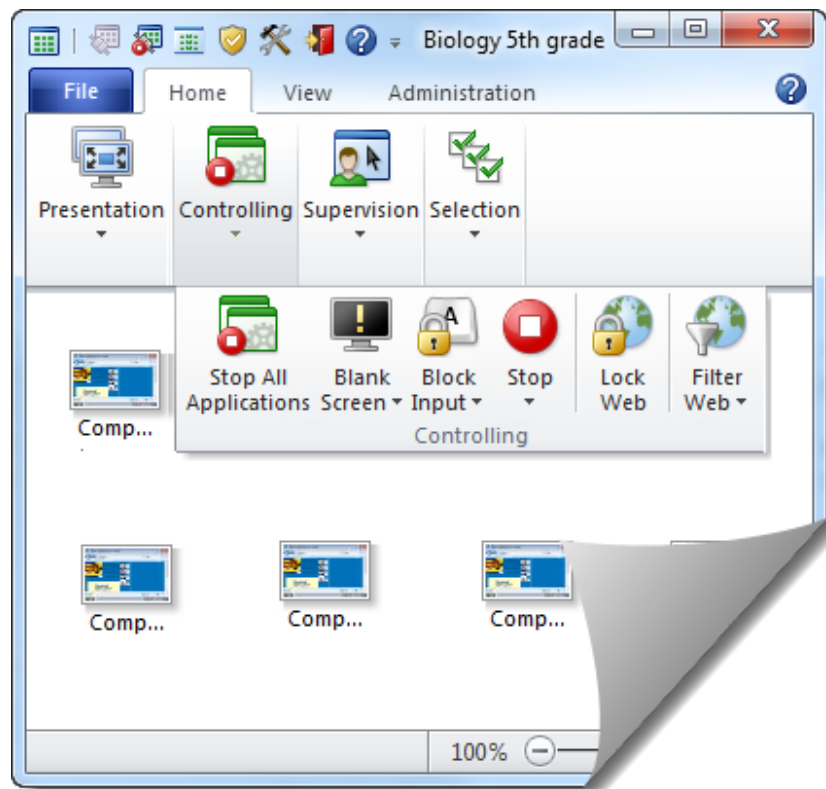 Biology 5th grade
File Home View Administration
Presentation Controlling Supervision Selection
Stop All Blank Block Stop Lock Filter
Applications Screen Input Web Web
Controlling
Comp...
Comp... Comp... Comp...
100%